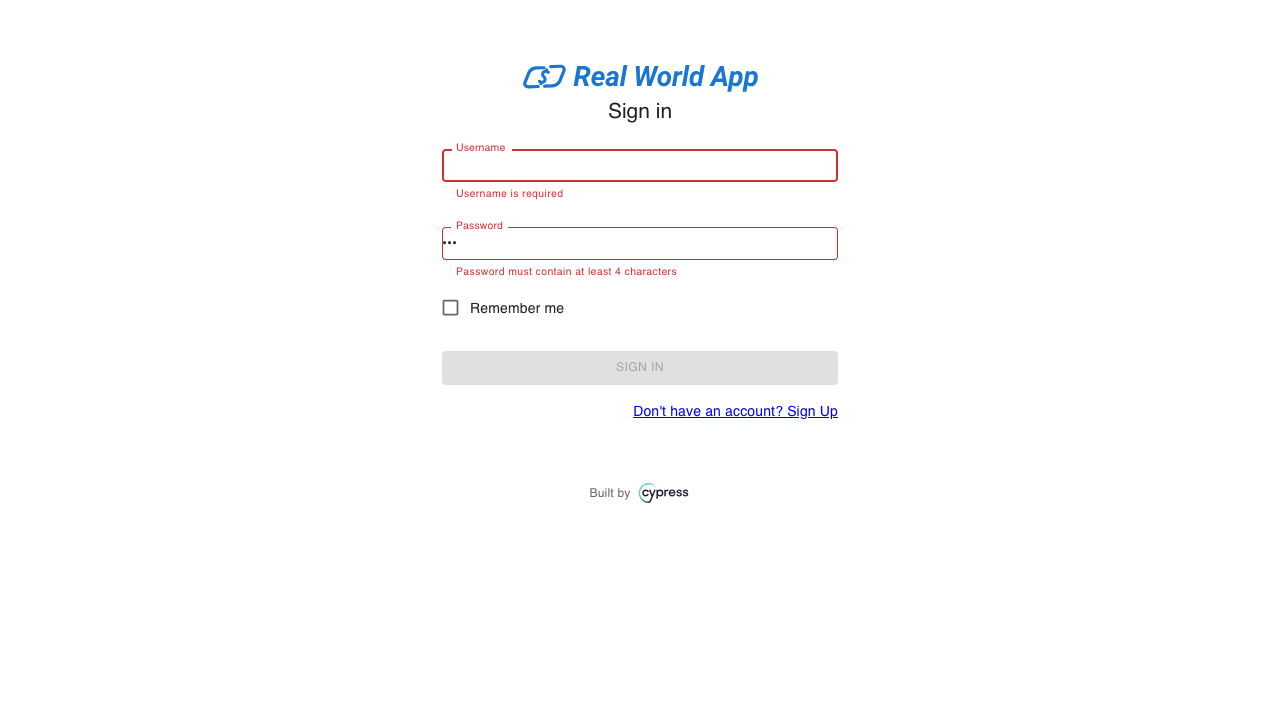 Real World App
Sign in
Username
Username is required
Password
•••
Password must contain at least 4 characters
Remember me
SIGN IN
Don't have an account? Sign Up
Built by cypress